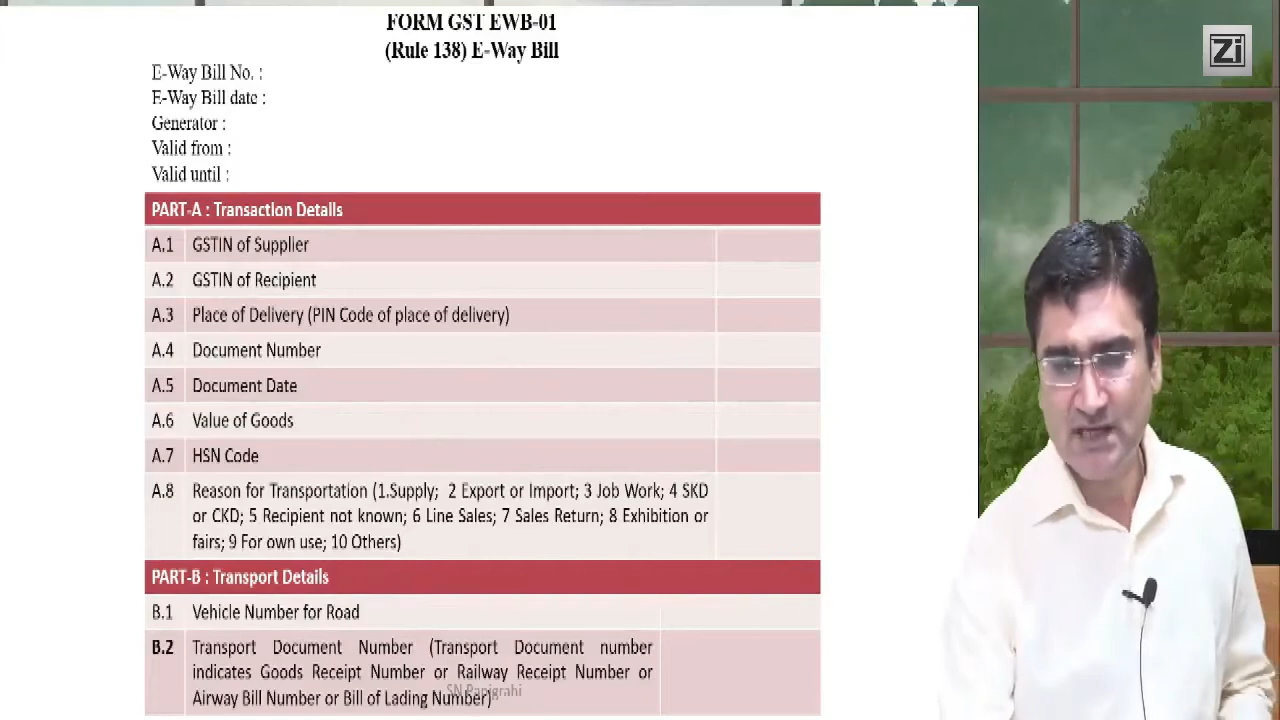 FORM GST EWB-01
(Rule 138) E-Way Bill
E-Way Bill No. :
E-Way Bill date :
Generator :
Valid from :
Valid until :
PART-A : Transaction Details
A.1 GSTIN of Supplier
A.2 GSTIN of Recipient
A.3 Place of Delivery (PIN Code of place of delivery)
A.4 Document Number
A.5 Document Date
A.6 Value of Goods
A.7 HSN Code
A.8 Reason for Transportation (1.Supply; 2 Export or Import; 3 Job Work; 4 SKD
or CKD; 5 Recipient not known; 6 Line Sales; 7 Sales Return; 8 Exhibition or
fairs; 9 For own use; 10 Others)
PART-B : Transport Details
B.1 Vehicle Number for Road
B.2 Transport Document Number (Transport Document number
indicates Goods Receipt Number or Railway Receipt Number or
Airway Bill Number or Bill of Lading Number)
SN Panigrahi
Zi